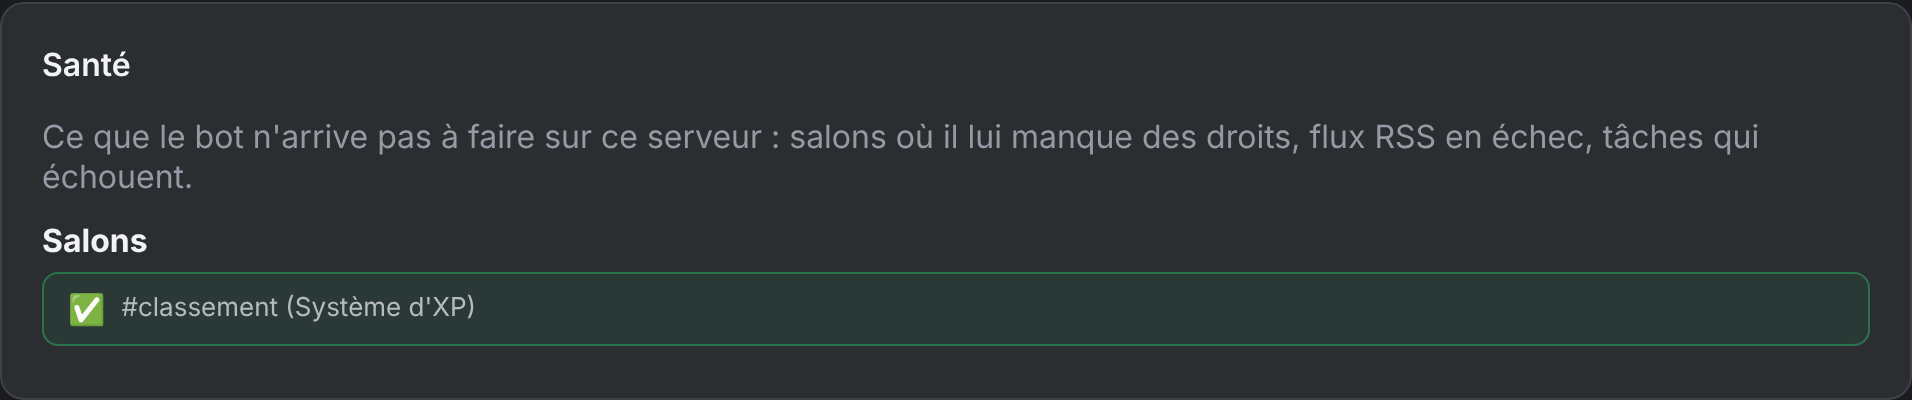 Santé
Ce que le bot n'arrive pas à faire sur ce serveur : salons où il lui manque des droits, flux RSS en échec, tâches qui
échouent.
Salons
✅ #classement (Système d'XP)